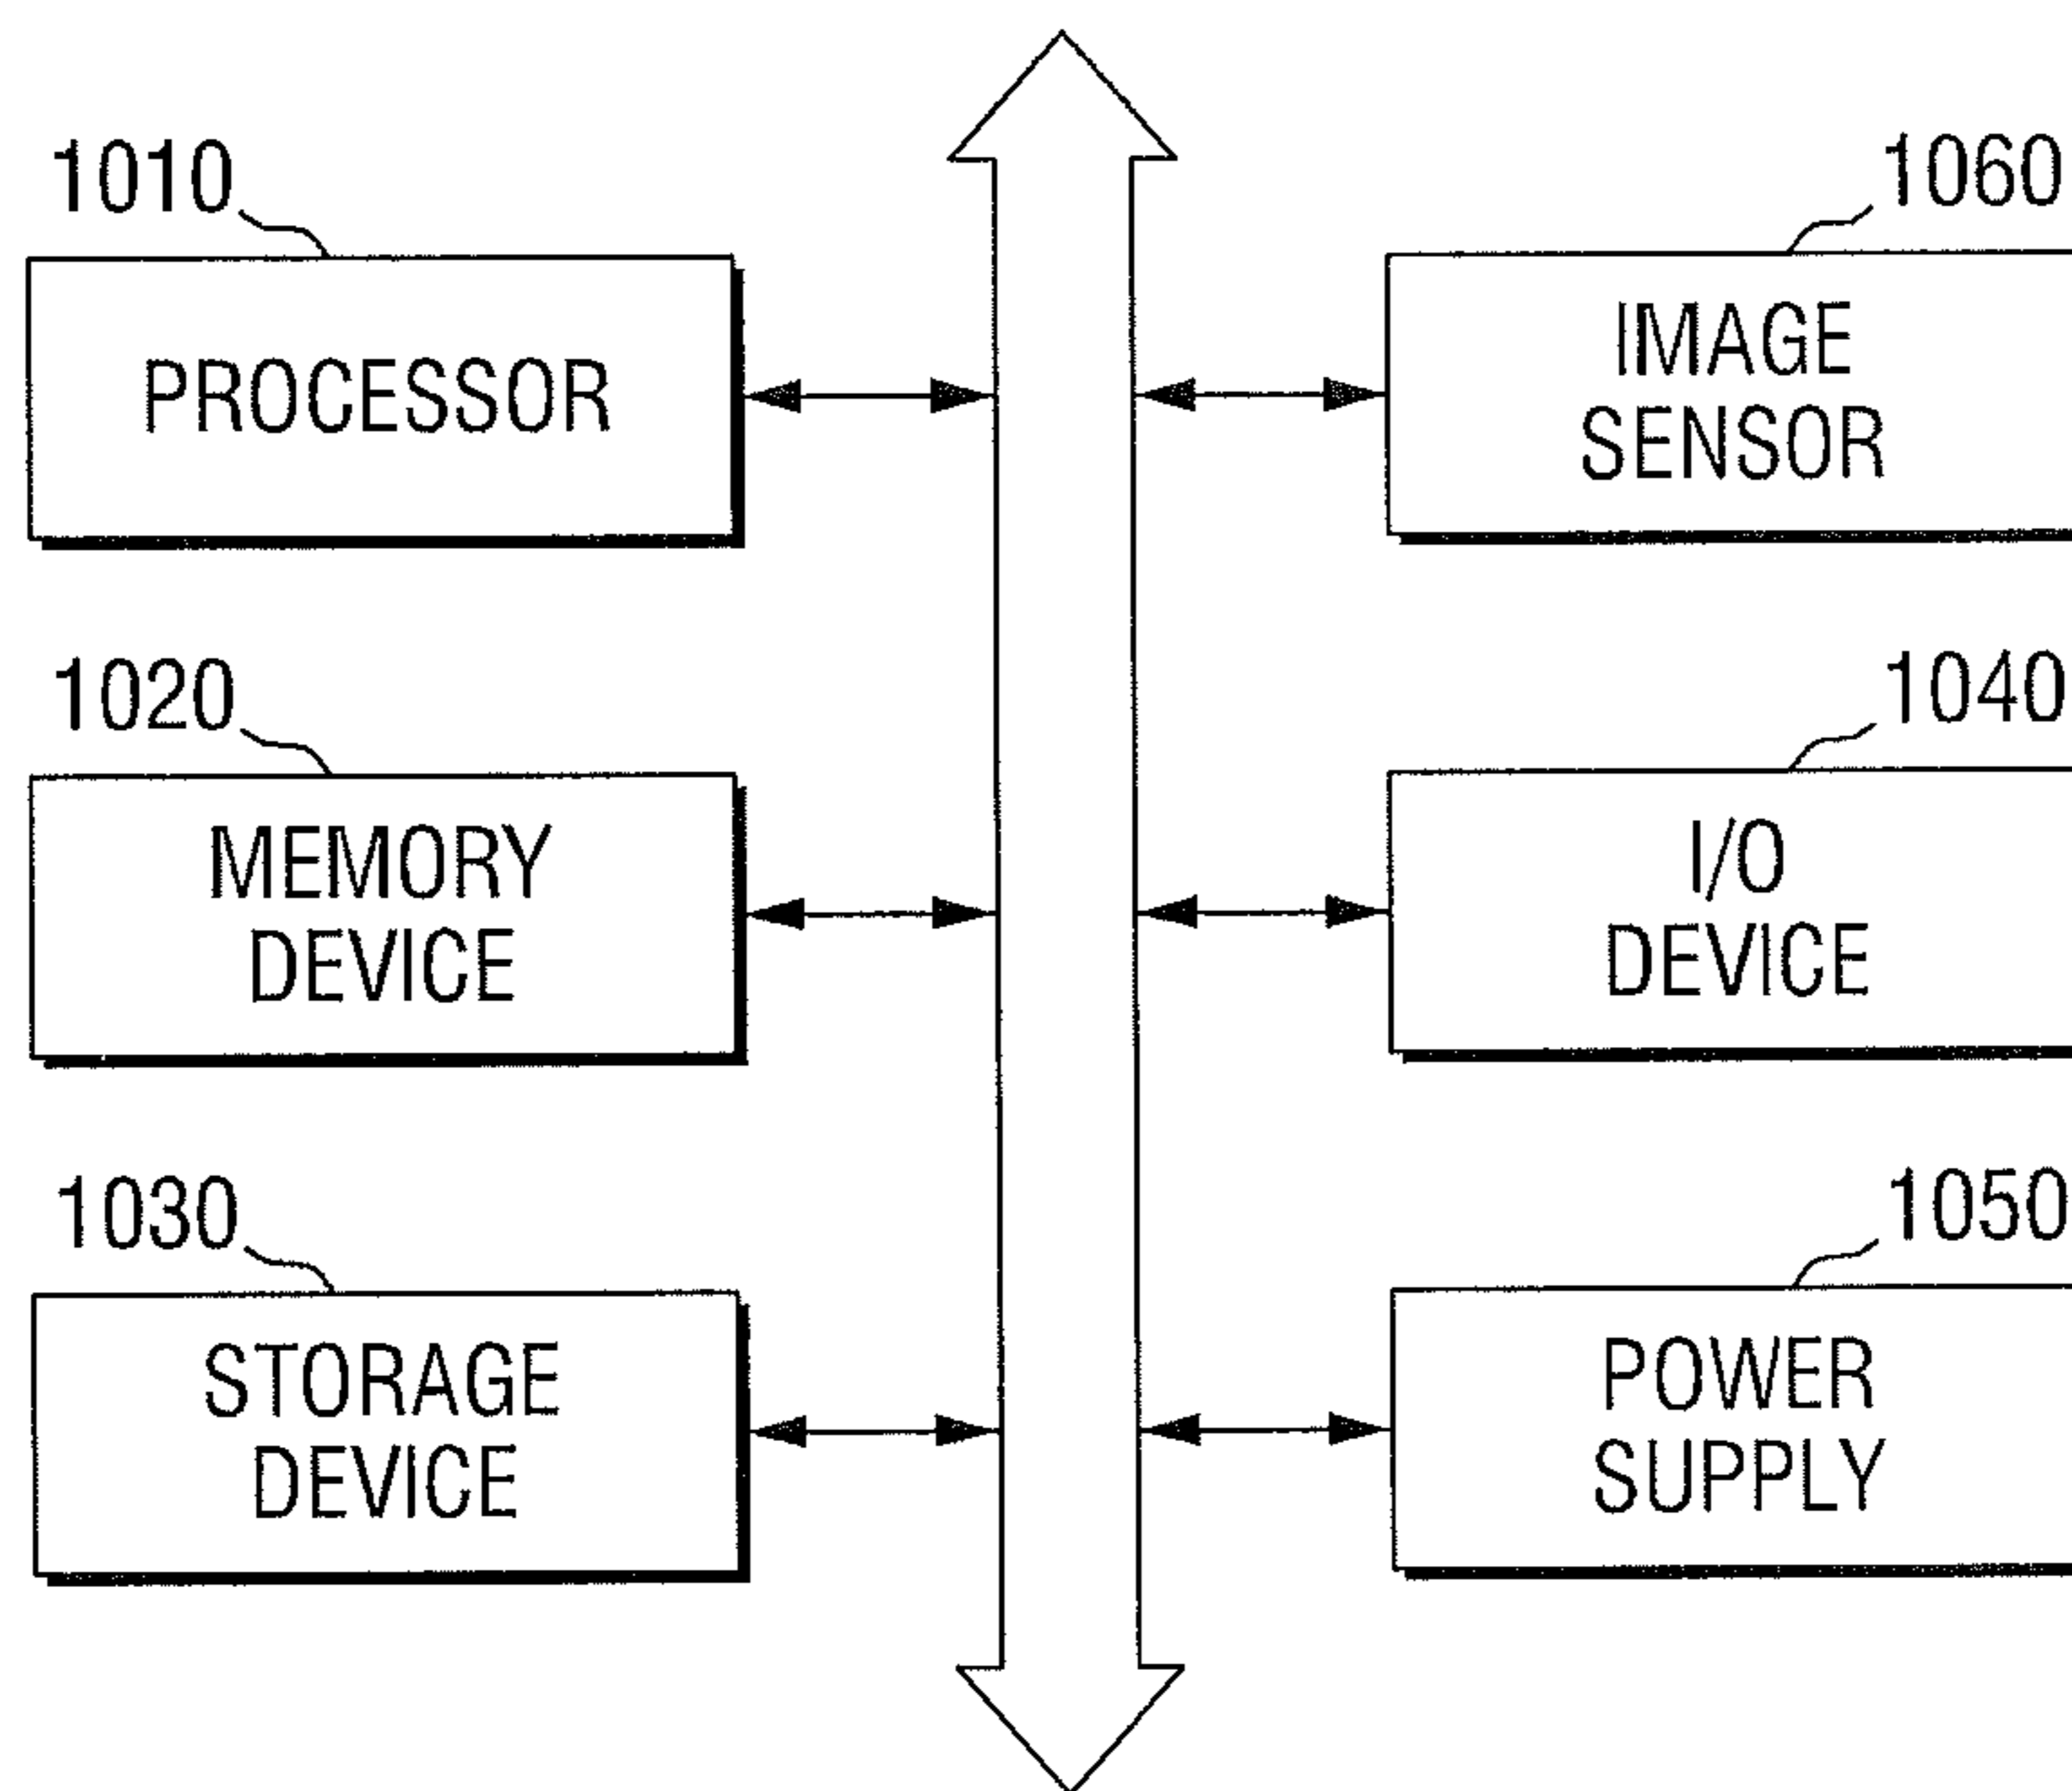 1010
PROCESSOR
1020
MEMORY
DEVICE
1030
STORAGE
DEVICE
1060
IMAGE
SENSOR
1040
I/O
DEVICE
1050
POWER
SUPPLY